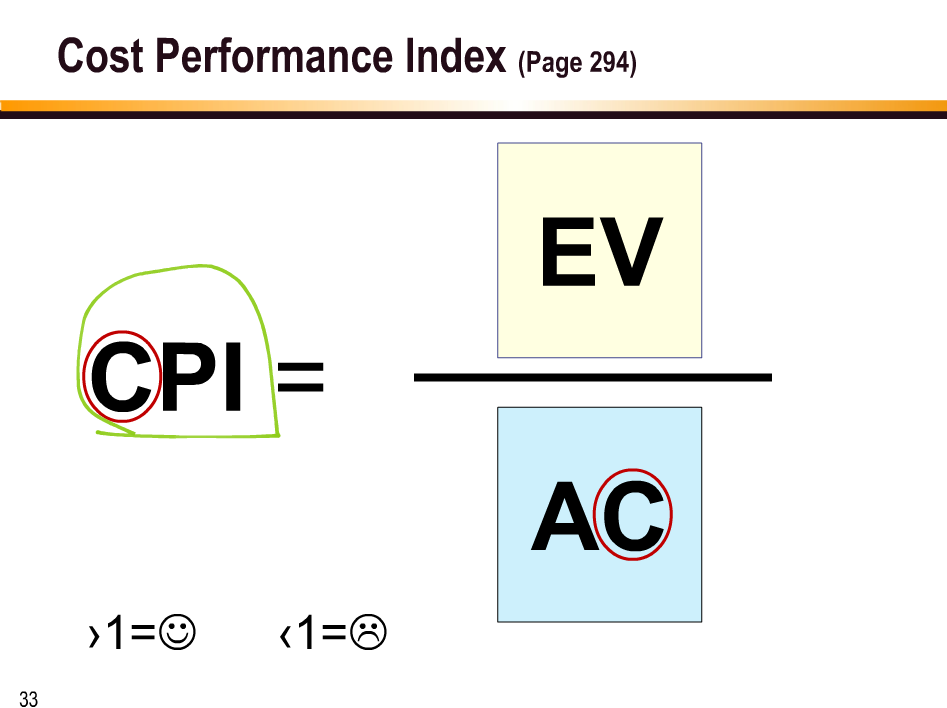 Cost Performance Index (Page 294)
EV
CPI =
AC
›1=☺ ‹1=☹
33